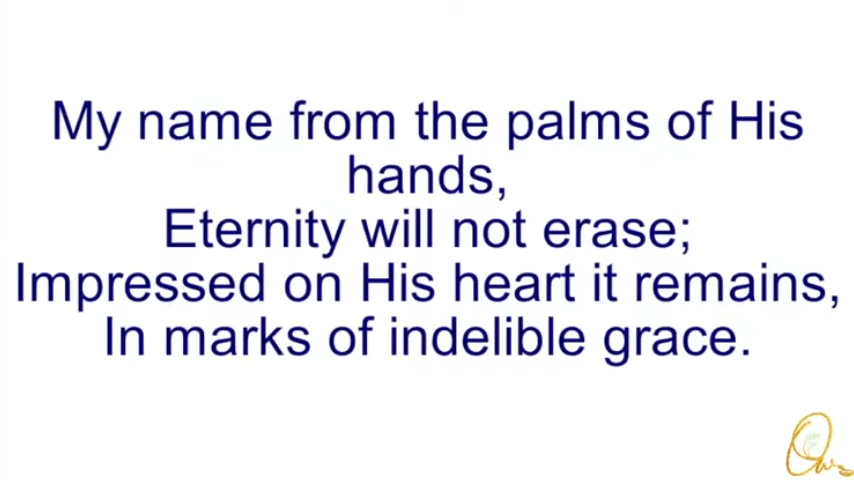 My name from the palms of His
hands,
Eternity will not erase;
Impressed on His heart it remains,
In marks of indelible grace.